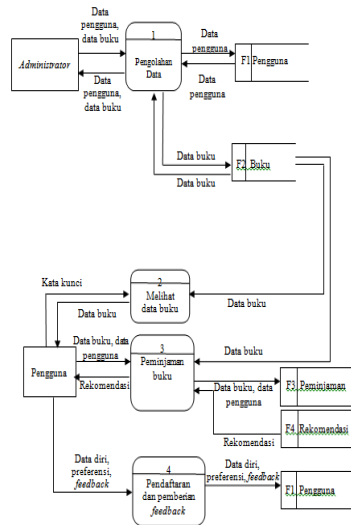 Data
pengguna,
data buku
1
Pengolahan
Data
Data
pengguna
F1 Pengguna
Administrator
Data
pengguna,
data buku
Data
pengguna
Data buku
F2 Buku
Data buku
Kata kunci
2
Melihat
data buku
Data buku
Data buku
Data buku, data
pengguna
3
Peminjaman
buku
Data buku
Pengguna
Rekomendasi
Data buku, data
pengguna
F3 Peminjaman
F4 Rekomendasi
Rekomendasi
Data diri,
preferensi,
feedback
4
Pendaftaran
dan pemberian
feedback
Data diri,
preferensi, feedback
F1 Pengguna